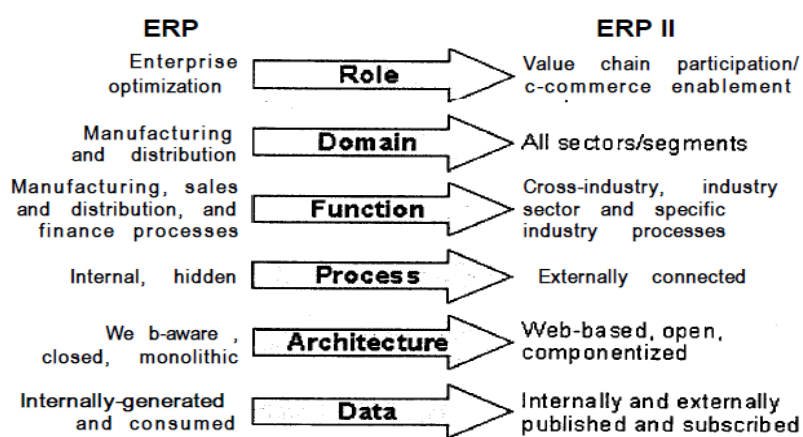 ERP ERP II
Enterprise optimization Role Value chain participation/ c-commerce enablement
Manufacturing and distribution Domain All sectors/segments
Manufacturing, sales and distribution, and finance processes Function Cross-industry, industry sector and specific industry processes
Internal, hidden Process Externally connected
We b-aware , closed, monolithic Architecture Web-based, open, componentized
Internally-generated and consumed Data Internally and externally published and subscribed